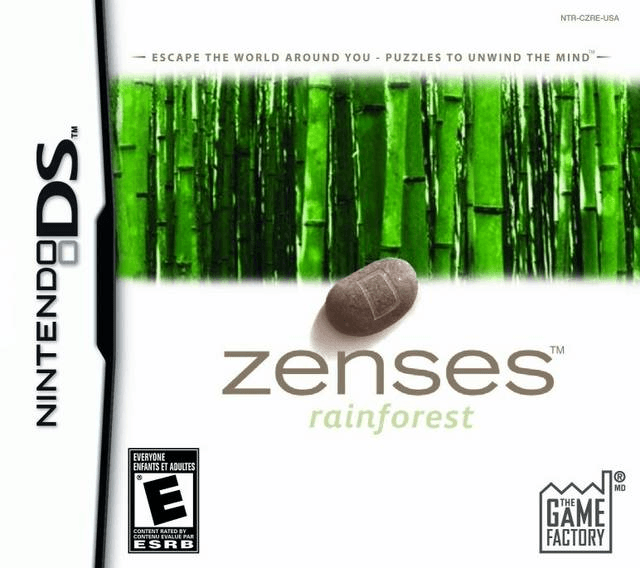 NTR-CZRE-USA
ESCAPE THE WORLD AROUND YOU - PUZZLES TO UNWIND THE MIND™
NINTENDO DS™
zenses™
rainforest
EVERYONE
ENFANTS ET ADULTES
®
E
CONTENT RATED BY
CONTENU EVALUÉ PAR
ESRB
THE
GAME
FACTORY
®
MD